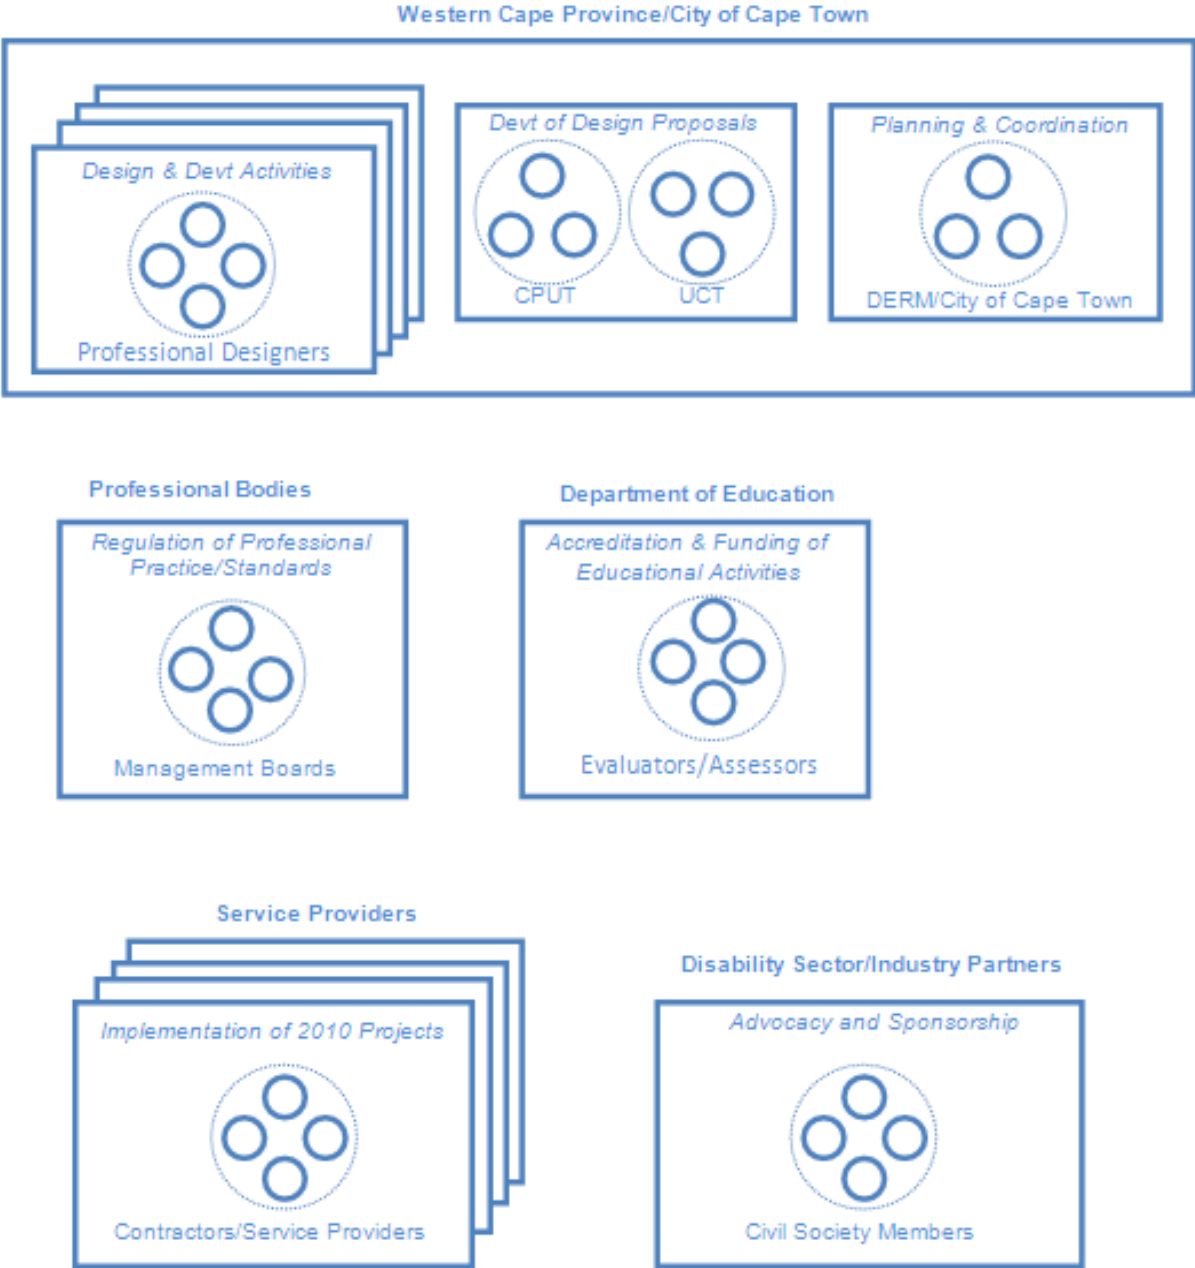 Western Cape Province/City of Cape Town
Design & Devt Activities
Professional Designers
Devt of Design Proposals
CPUT
UCT
Planning & Coordination
DERM/City of Cape Town
Professional Bodies
Regulation of Professional
Practice/Standards
Management Boards
Department of Education
Accreditation & Funding of
Educational Activities
Evaluators/Assessors
Service Providers
Implementation of 2010 Projects
Contractors/Service Providers
Disability Sector/Industry Partners
Advocacy and Sponsorship
Civil Society Members